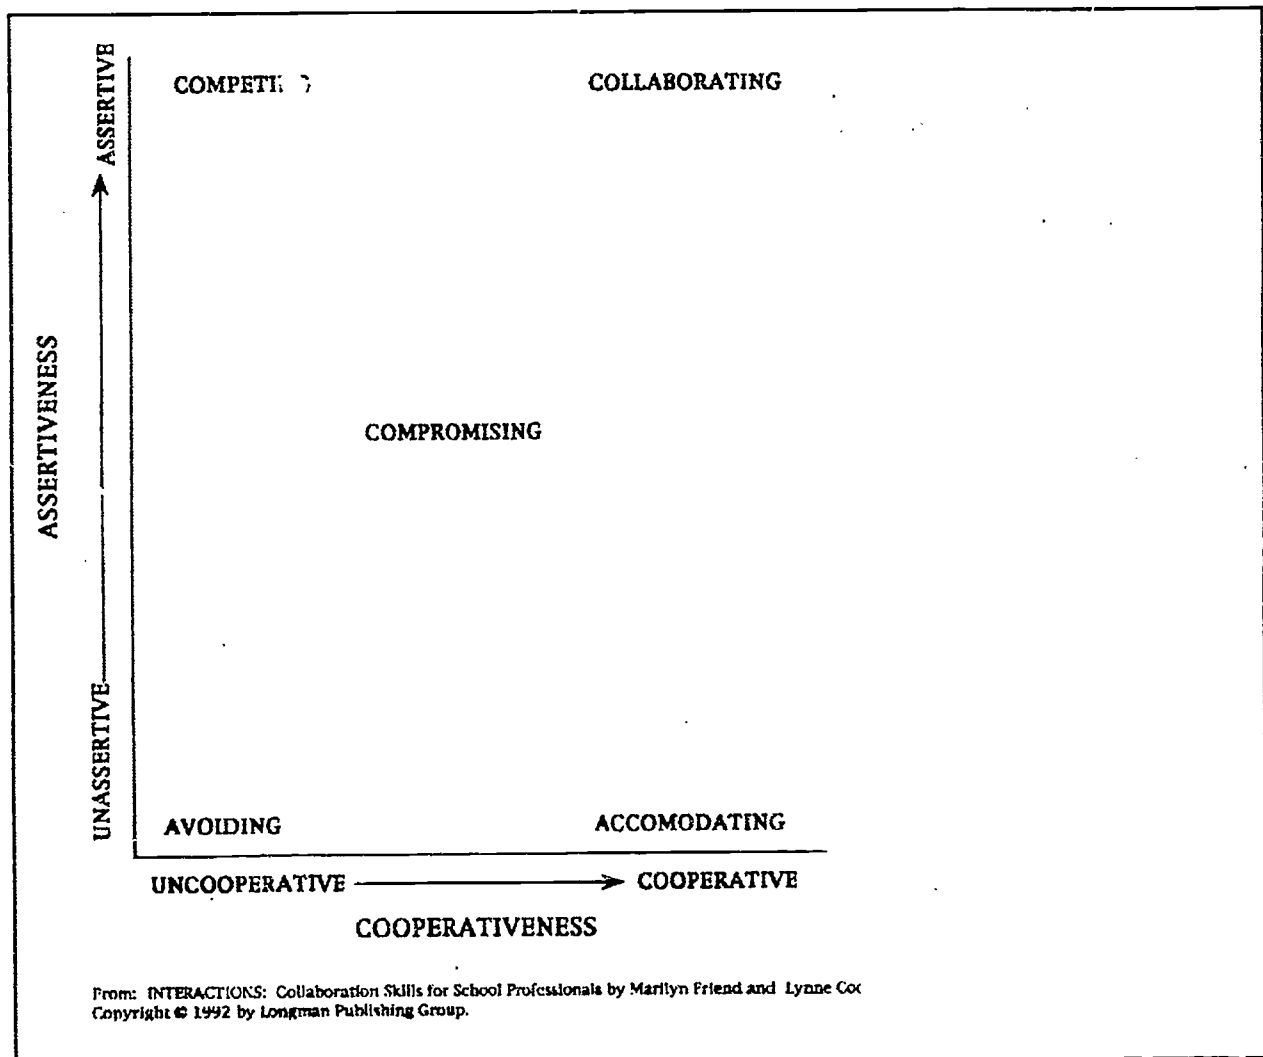 ASSERTIVE
COLLABORATING
ASSERTIVENESS
COMPROMISING
UNASSERTIVE
AVOIDING
ACCOMODATING
UNCOOPERATIVE
COOPERATIVE
COOPERATIVENESS
From: INTERACTIONS: Collaboration Skills for School Professionals by Marilyn Friend and Lynne
Copyright © 1992 by Longman Publishing Group.